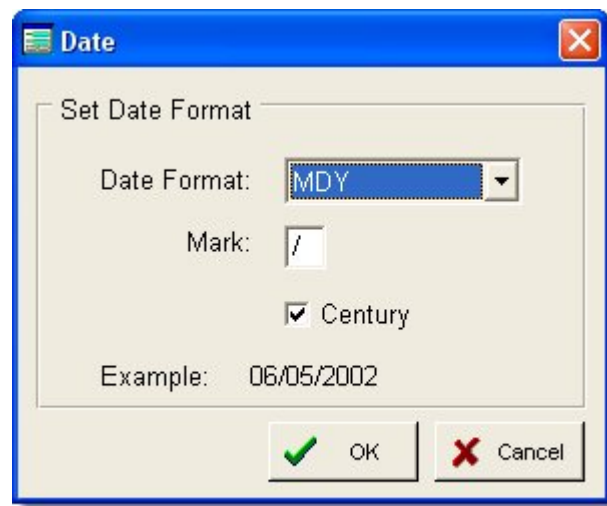 Date
Set Date Format
Date Format: MDY
Mark: /
Century
Example: 06/05/2002
OK Cancel